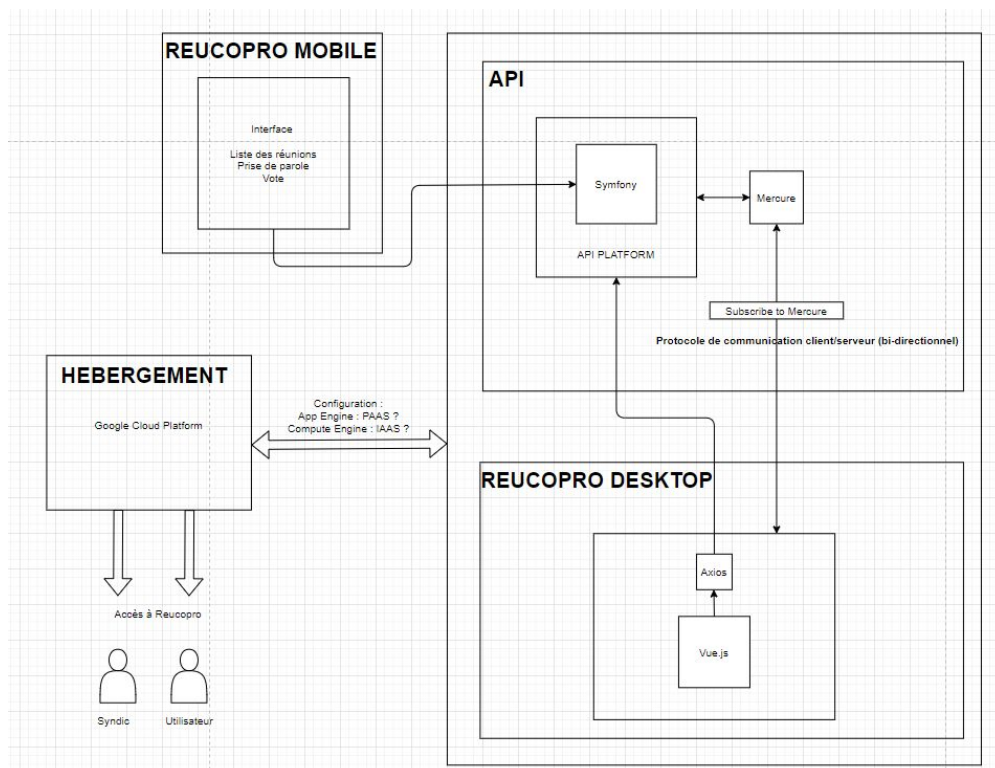 REUCOPRO MOBILE
Interface
Liste des réunions
Prise de parole
Vote
API
Symfony
API PLATFORM
Mercure
Subscribe to Mercure
Protocole de communication client/serveur (bi-directionnel)
HEBERGEMENT
Google Cloud Platform
Configuration :
App Engine : PAAS ?
Compute Engine : IAAS ?
REUCOPRO DESKTOP
Axios
Vue.js
Accès à Reucopro
Syndic
Utilisateur